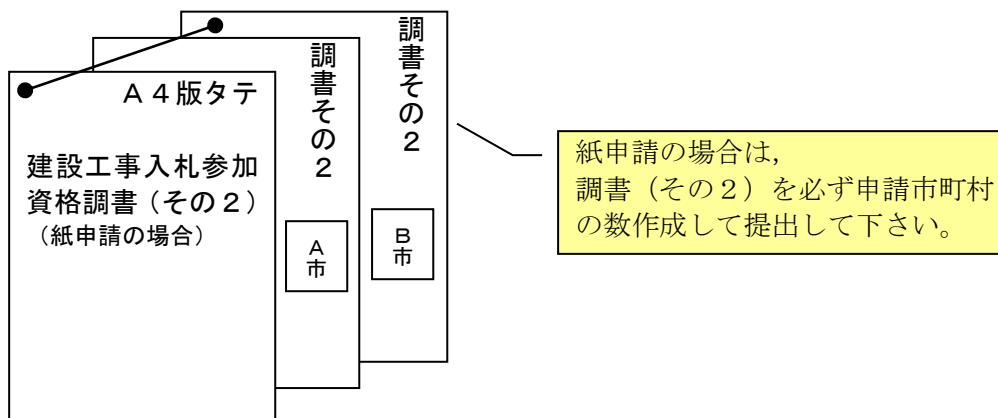 Ａ４版タテ
建設工事入札参加
資格調書（その２）
（紙申請の場合）
調書その２
Ａ市
調書その２
Ｂ市
紙申請の場合は，
調書（その２）を必ず申請市町村
の数作成して提出して下さい。